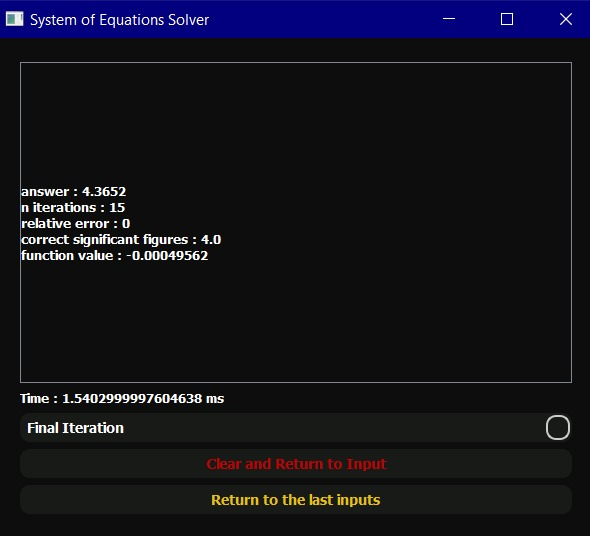 System of Equations Solver
answer : 4.3652
n iterations : 15
relative error : 0
correct significant figures : 4.0
function value : -0.00049562
Time : 1.5402999997604638 ms
Final Iteration
Clear and Return to Input
Return to the last inputs